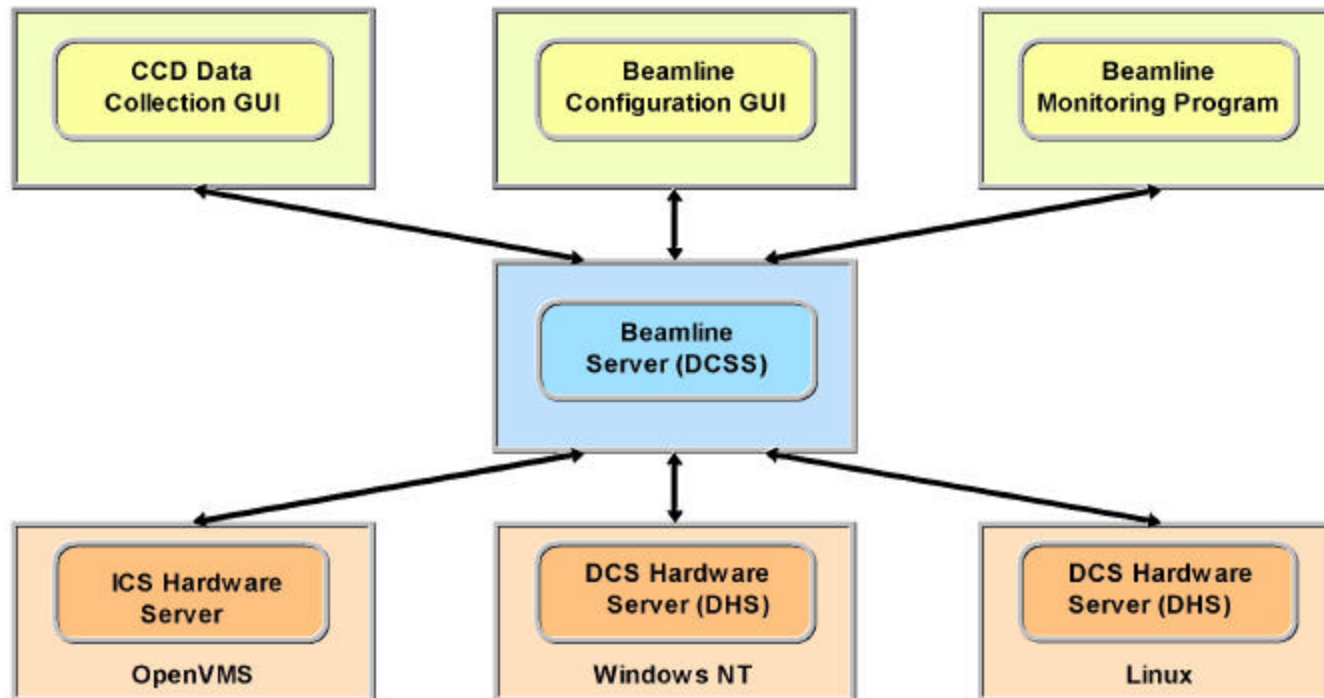 CCD Data
Collection GUI
Beamline
Configuration GUI
Beamline
Monitoring Program
Beamline
Server (DCSS)
ICS Hardware
Server
OpenVMS
DCS Hardware
Server (DHS)
Windows NT
DCS Hardware
Server (DHS)
Linux